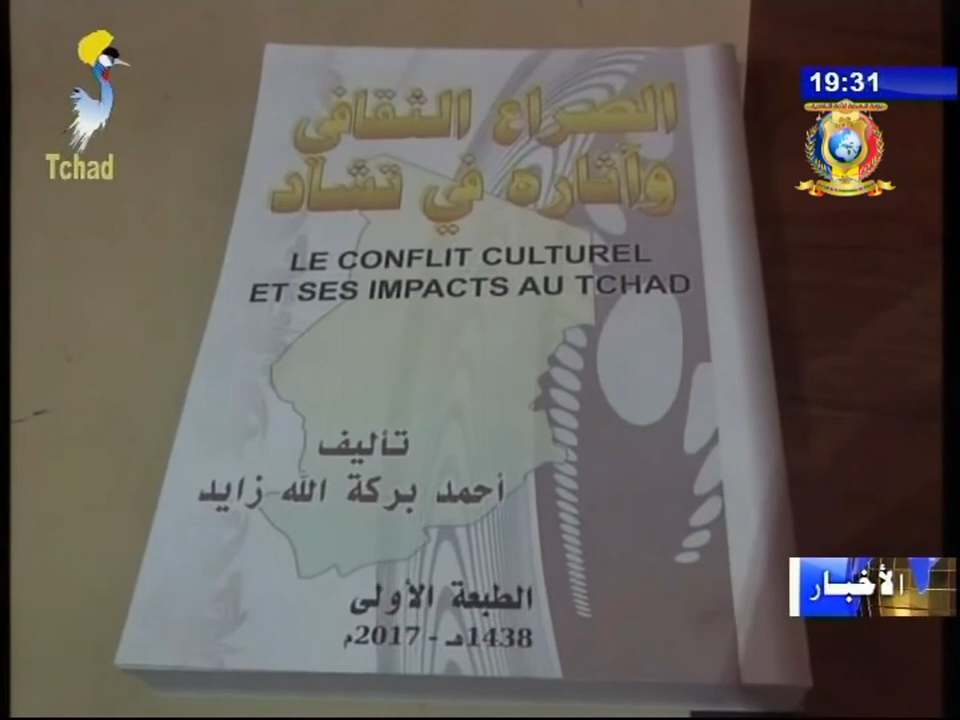 Tchad
19:31
الصراع الثقافي
وآثاره في تشاد
LE CONFLIT CULTUREL
ET SES IMPACTS AU TCHAD
تأليف
أحمد بركة الله زايد
الطبعة الأولى
1438هـ - 2017م
الأخبار